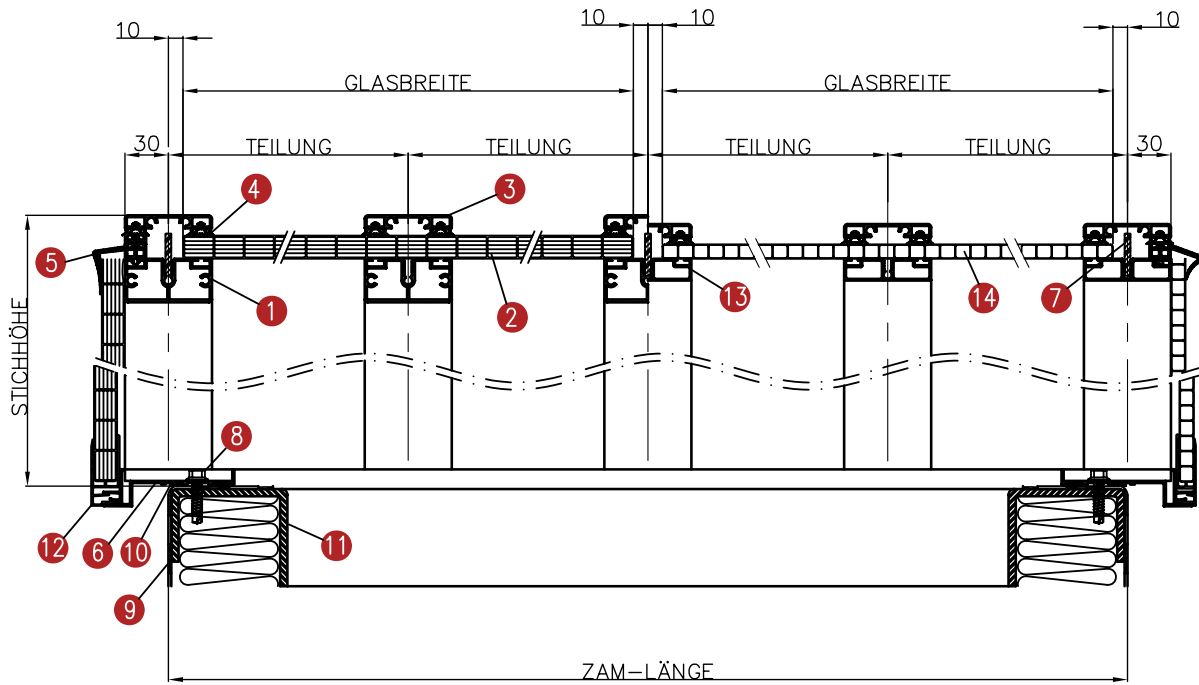 10
10
10
10
GLASBREITE
GLASBREITE
30
TEILUNG
TEILUNG
TEILUNG
TEILUNG
30
4
3
5
1
2
13
14
7
STICHHÖHE
8
12
6
10
11
9
ZAM-LÄNGE